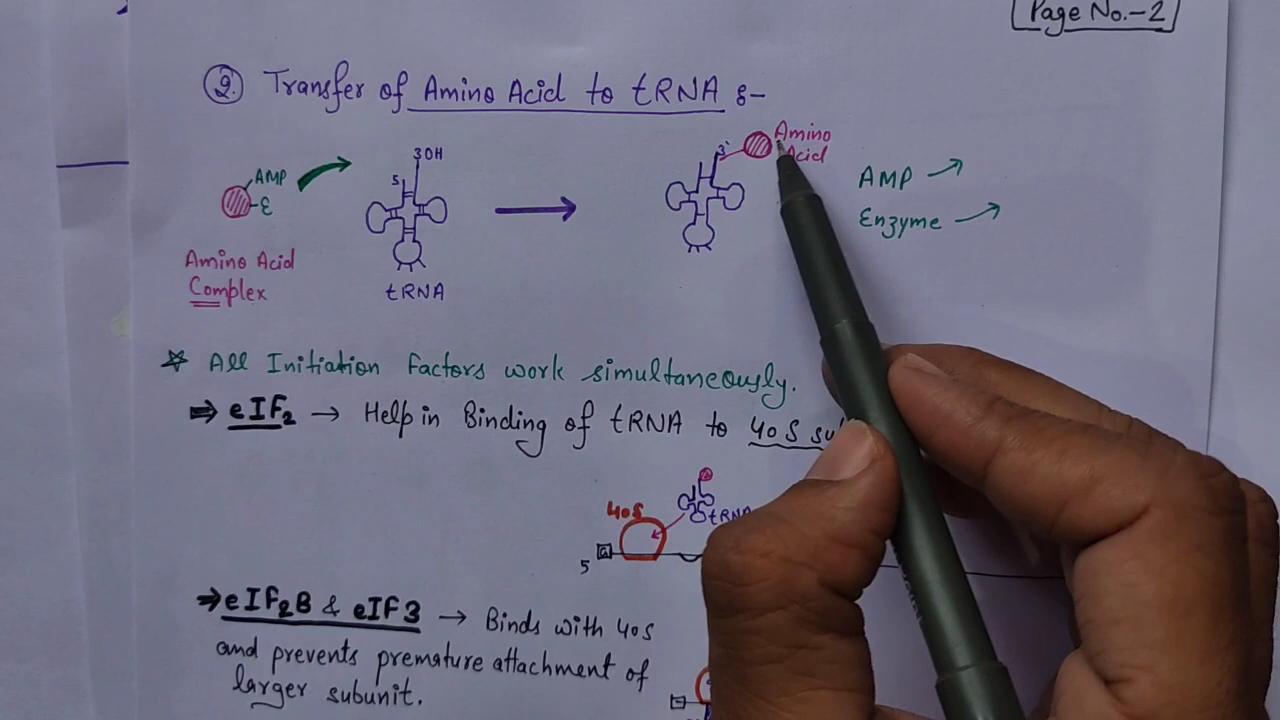 Page No.-2
2. Transfer of Amino Acid to tRNA :-
AMP
E
Amino Acid
Complex
3OH
5
tRNA
3'
Amino
Acid
AMP
Enzyme
All Initiation Factors work simultaneously.
⇒ eIF2 → Help in Binding of tRNA to 40S
40S
tRNA
5
⇒ eIF2B & eIF3 → Binds with 40S
and prevents premature attachment of
larger subunit.